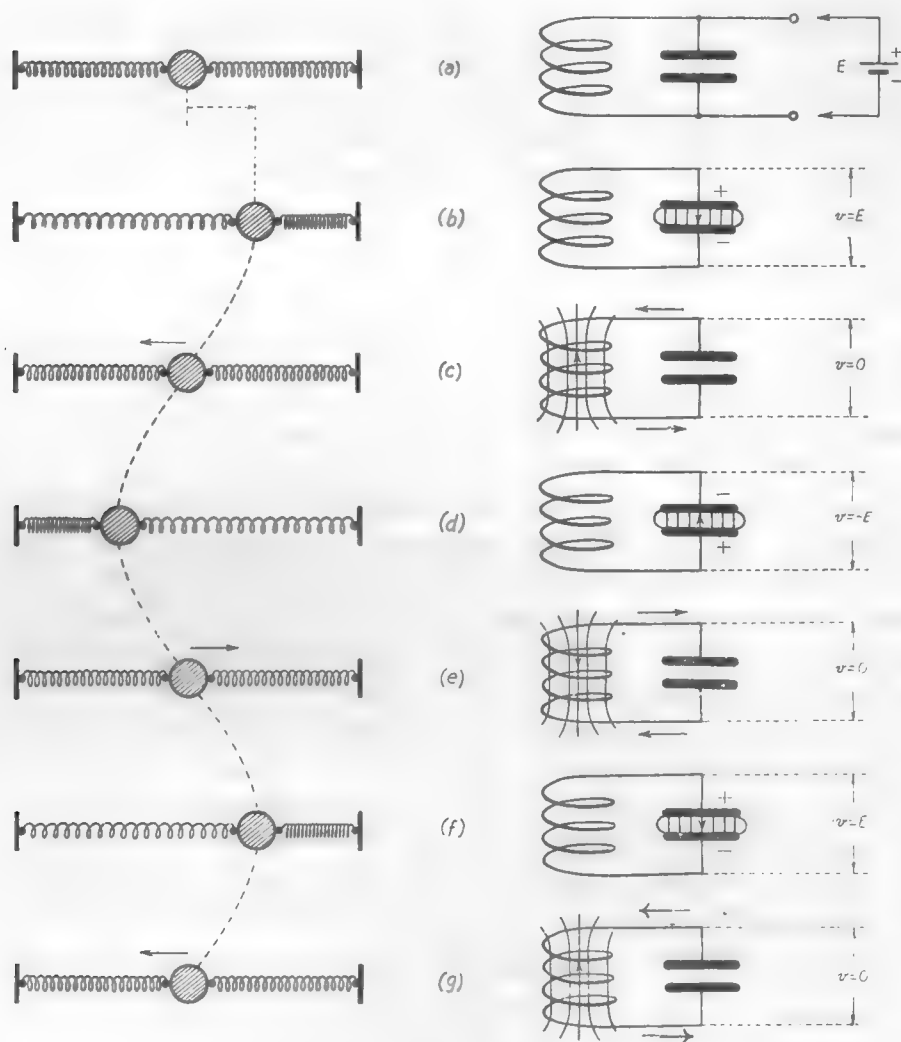 (a) E + −
(b) + − v=E
(c) v=0
(d) − + v=-E
(e) v=0
(f) + − v=E
(g) v=0